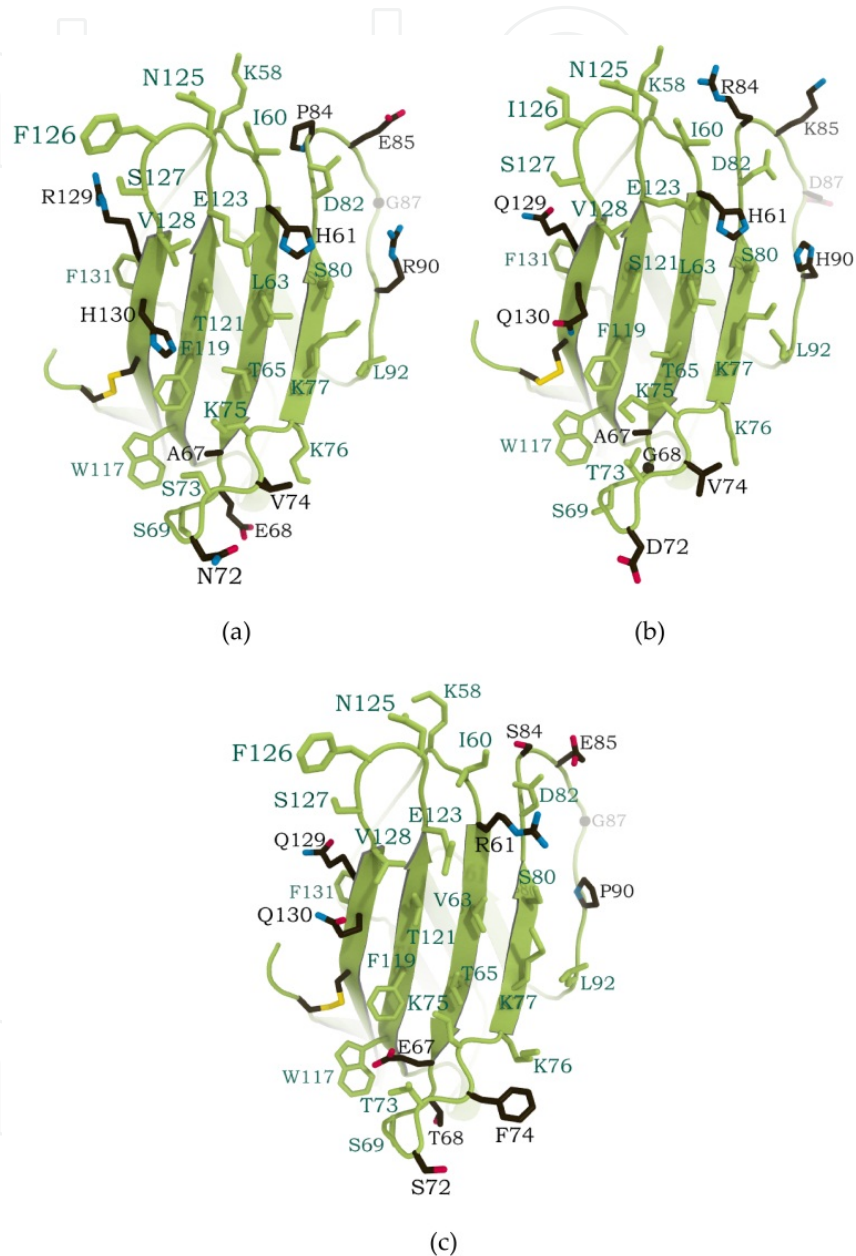 N125 K58
F126 I60 P84 E85
S127 E123 D82 G87
R129 V128 H61
F131 L63 S80 R90
H130 T121
F119 T65 K77 L92
K75
W117 A67 K76
S73 V74
S69 E68
N72
(a)
N125 K58 R84 K85
I126 I60
S127 E123 D82 D87
Q129 V128 H61
F131 S121 L63 S80 H90
Q130 F119
T65 K77 L92
K75
A67 K76
W117 G68
T73 V74
S69
D72
(b)
N125 K58
F126 I60 S84 E85
S127 E123 D82 G87
Q129 V128 R61
F131 V63 S80 P90
Q130 T121
F119 T65 L92
K75 K77
E67 K76
W117
T73 T68 F74
S69
S72
(c)